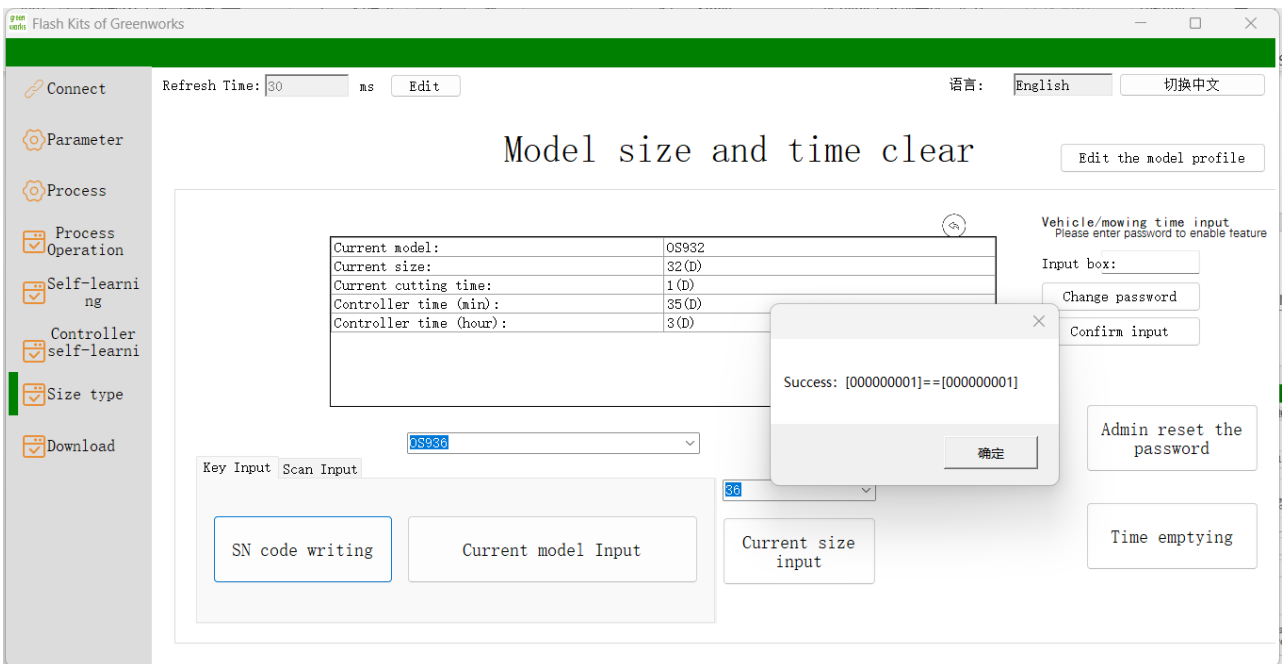 green
works
Flash Kits of Greenworks
Connect
Parameter
Process
Process
Operation
Self-learni
ng
Controller
self-learni
Size type
Download
Refresh Time: 30 ms Edit
语言: English 切换中文
Model size and time clear
Edit the model profile
Current model: OS932
Current size: 32(D)
Current cutting time: 1(D)
Controller time (min): 35(D)
Controller time (hour): 3(D)
Vehicle/mowing time input
Please enter password to enable feature
Input box:
Change password
Confirm input
Success: [000000001]==[000000001]
确定
OS936
Key Input Scan Input
36
SN code writing
Current model Input
Current size
input
Admin reset the
password
Time emptying